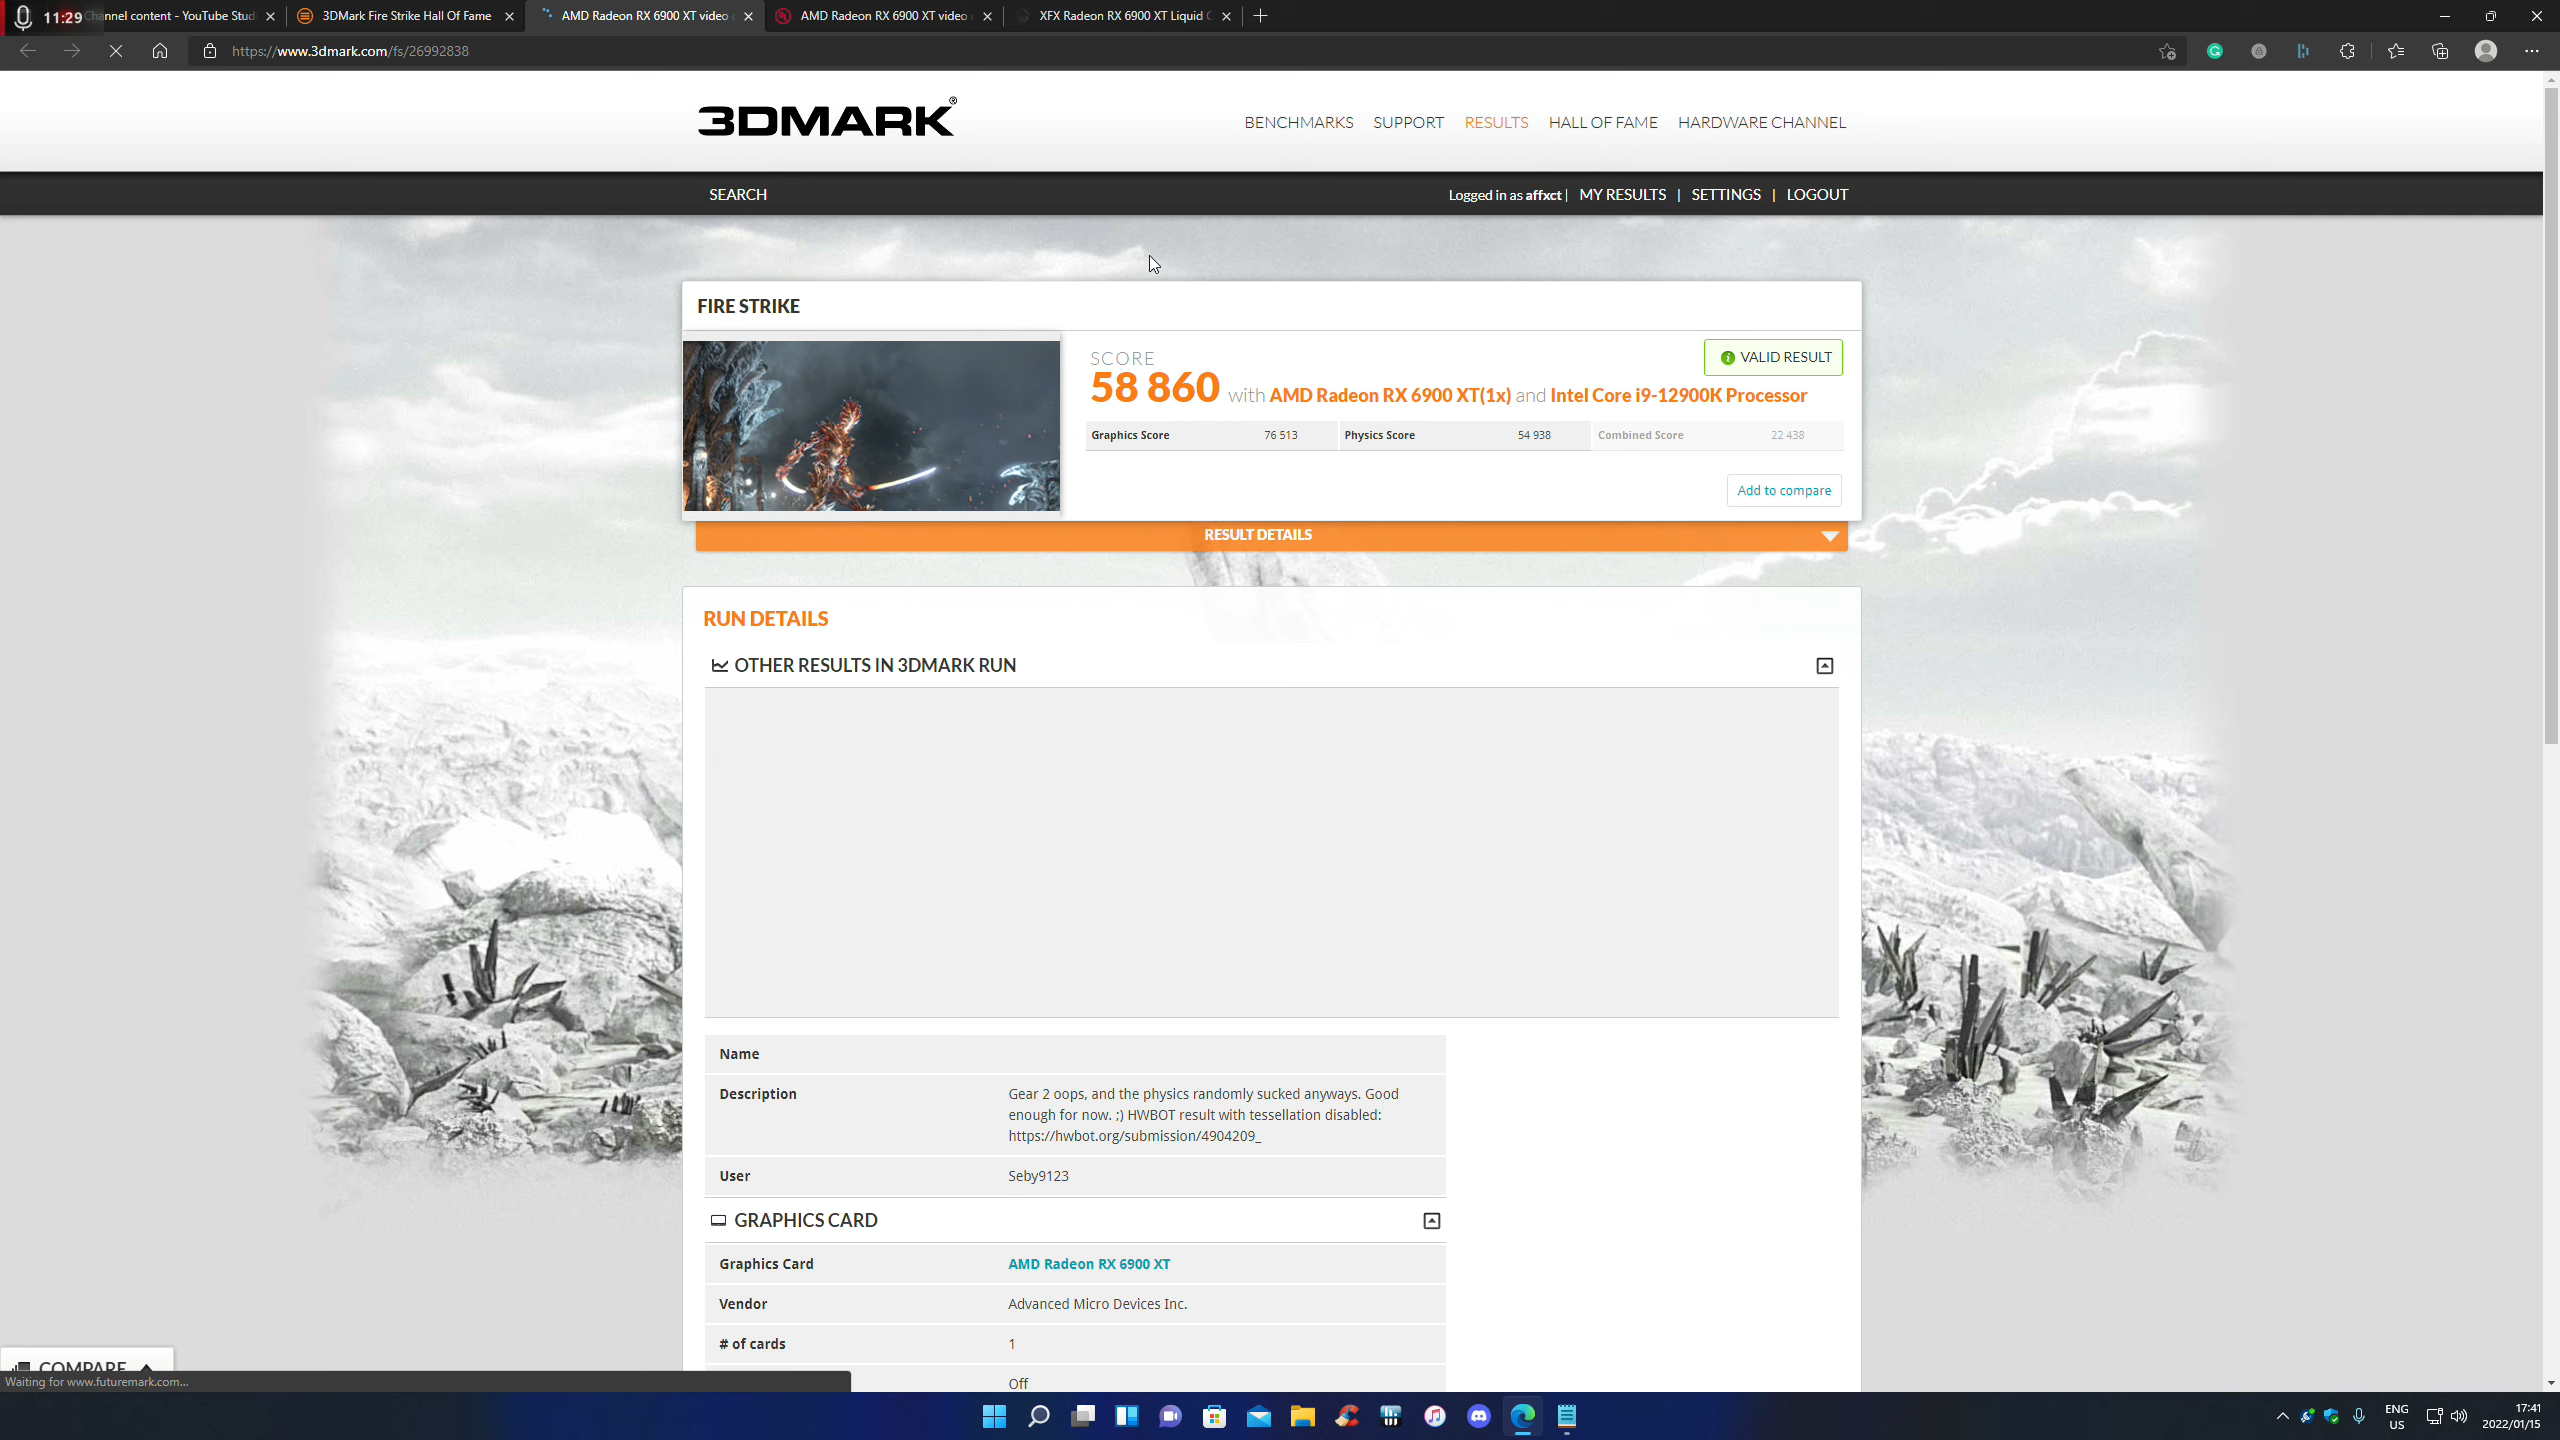 11:29
Channel content - YouTube Stud
3DMark Fire Strike Hall Of Fame
AMD Radeon RX 6900 XT video
AMD Radeon RX 6900 XT video
XFX Radeon RX 6900 XT Liquid
https://www.3dmark.com/fs/26992838
3DMARK®
BENCHMARKS SUPPORT RESULTS HALL OF FAME HARDWARE CHANNEL
SEARCH
Logged in as affxct | MY RESULTS | SETTINGS | LOGOUT
FIRE STRIKE
SCORE
VALID RESULT
58 860 with AMD Radeon RX 6900 XT(1x) and Intel Core i9-12900K Processor
Graphics Score 76 513 Physics Score 54 938 Combined Score 22 438
Add to compare
RESULT DETAILS
RUN DETAILS
OTHER RESULTS IN 3DMARK RUN
Name
Description Gear 2 oops, and the physics randomly sucked anyways. Good
enough for now. ;) HWBOT result with tessellation disabled:
https://hwbot.org/submission/4904209_
User Seby9123
GRAPHICS CARD
Graphics Card AMD Radeon RX 6900 XT
Vendor Advanced Micro Devices Inc.
# of cards 1
COMPARE
Waiting for www.futuremark.com...
Off
ENG
US
17:41
2022/01/15